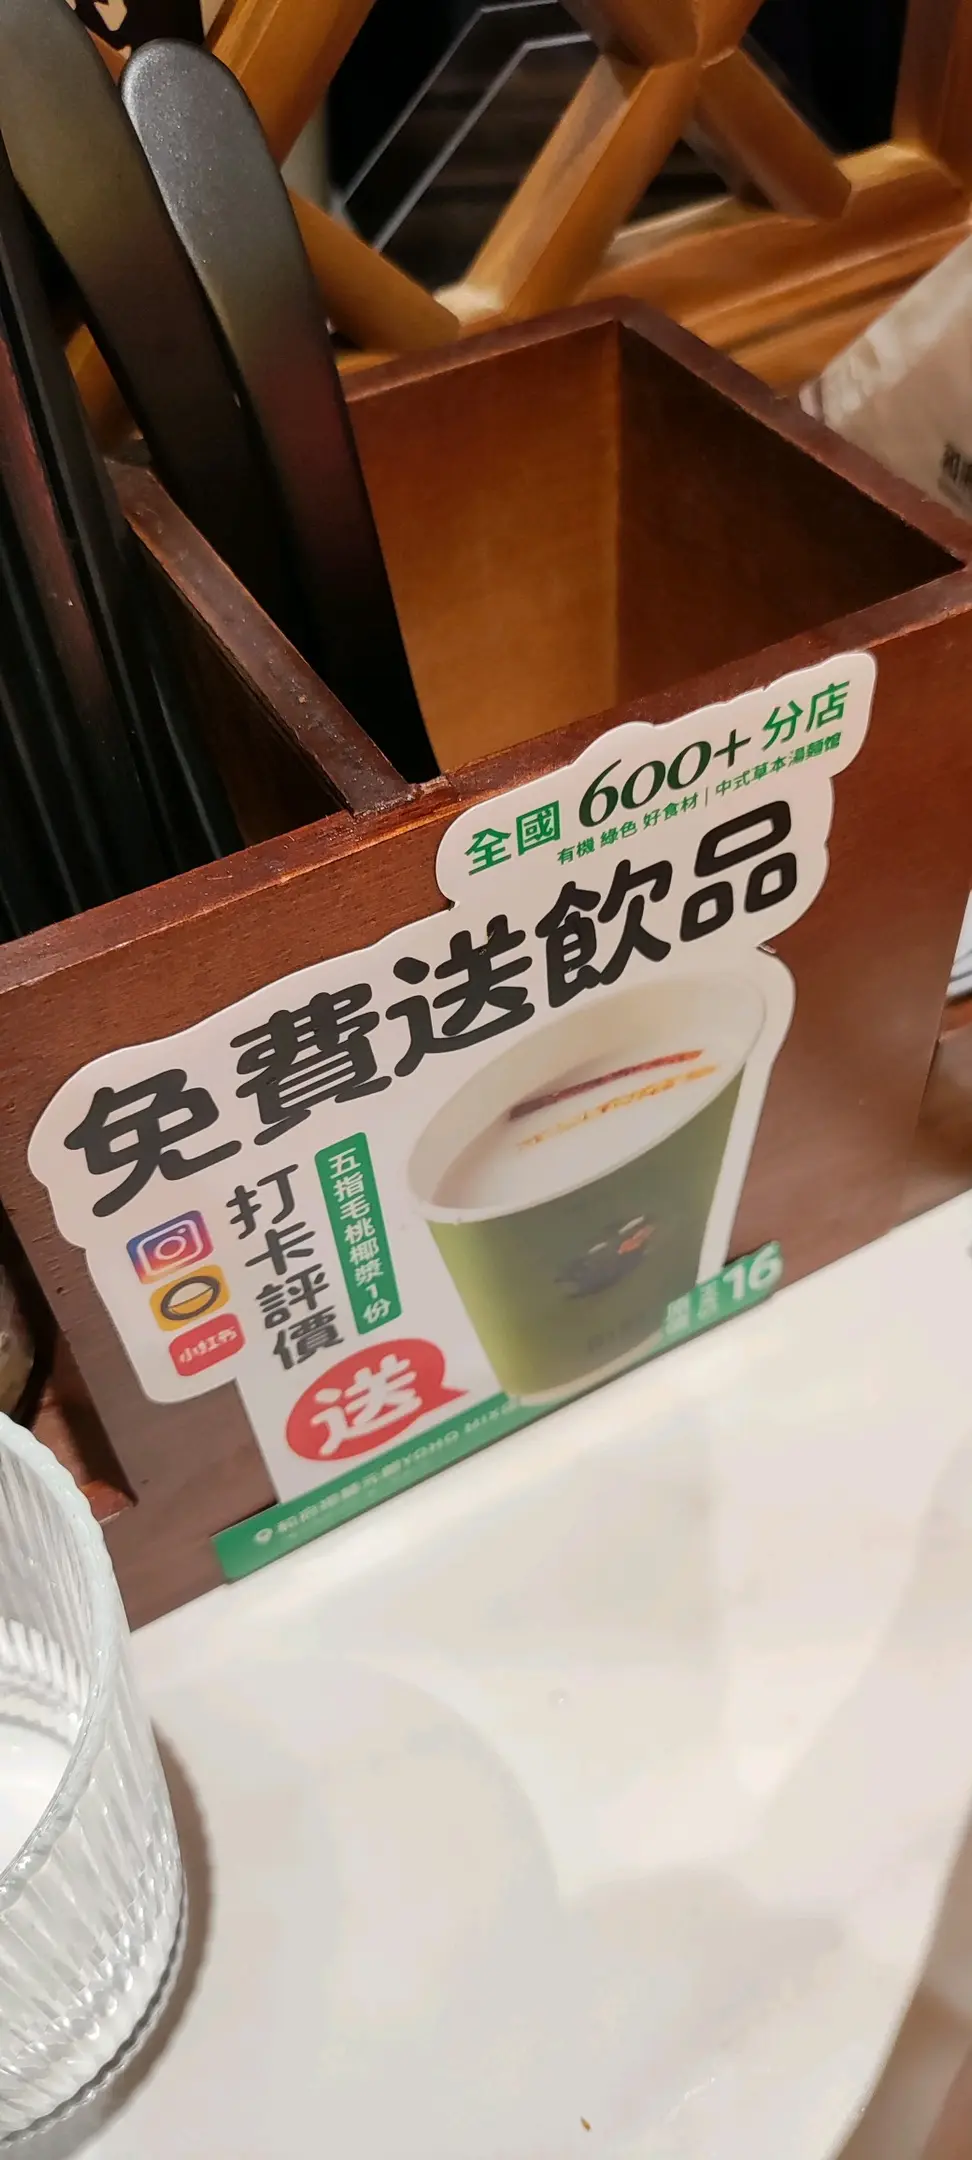 全國 600+ 分店
有機 綠色 好食材 | 中式草本湯麵館
免費送飲品
打卡評價
五指毛桃椰漿1份
小红书
送
16